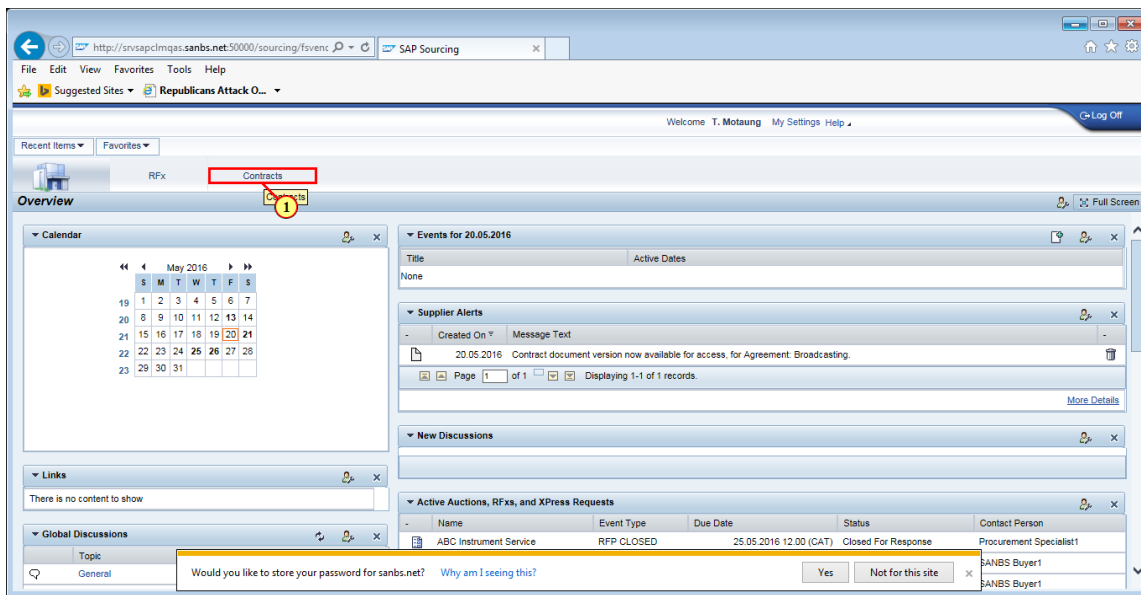 http://srvsapclmqas.sanbs.net:50000/sourcing/fsvenc
SAP Sourcing
File Edit View Favorites Tools Help
Suggested Sites Republicans Attack O...
Welcome T. Motaung My Settings Help
Log Off
Recent Items Favorites
RFx Contracts
Contracts
1
Overview
Full Screen
Calendar
May 2016
S M T W T F S
19 1 2 3 4 5 6 7
20 8 9 10 11 12 13 14
21 15 16 17 18 19 20 21
22 22 23 24 25 26 27 28
23 29 30 31
Links
There is no content to show
Global Discussions
Topic
General
Events for 20.05.2016
Title Active Dates
None
Supplier Alerts
- Created On Message Text -
20.05.2016 Contract document version now available for access, for Agreement: Broadcasting.
Page 1 of 1 Displaying 1-1 of 1 records.
More Details
New Discussions
Active Auctions, RFxs, and XPress Requests
- Name Event Type Due Date Status Contact Person
ABC Instrument Service RFP CLOSED 25.05.2016 12.00 (CAT) Closed For Response Procurement Specialist1
SANBS Buyer1
SANBS Buyer1
Would you like to store your password for sanbs.net? Why am I seeing this? Yes Not for this site